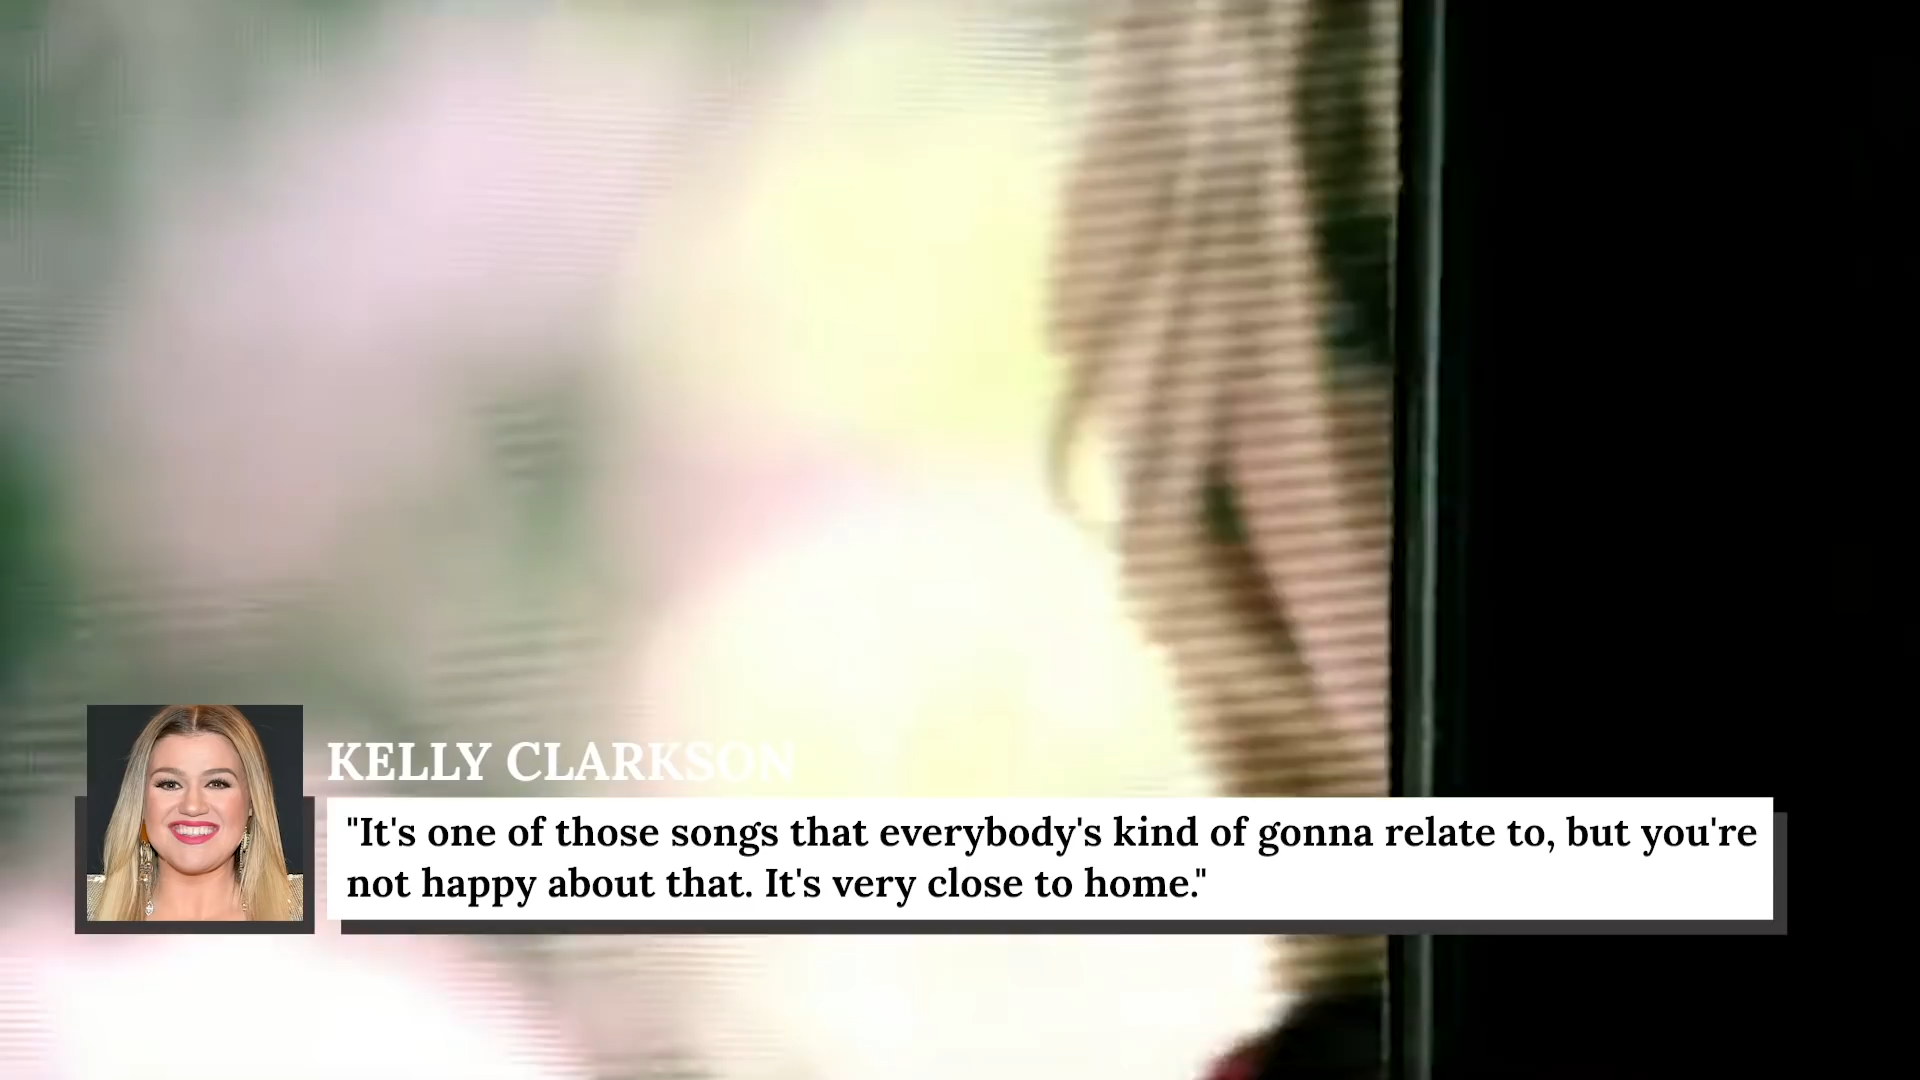 KELLY CLARKSON
"It's one of those songs that everybody's kind of gonna relate to, but you're
not happy about that. It's very close to home."